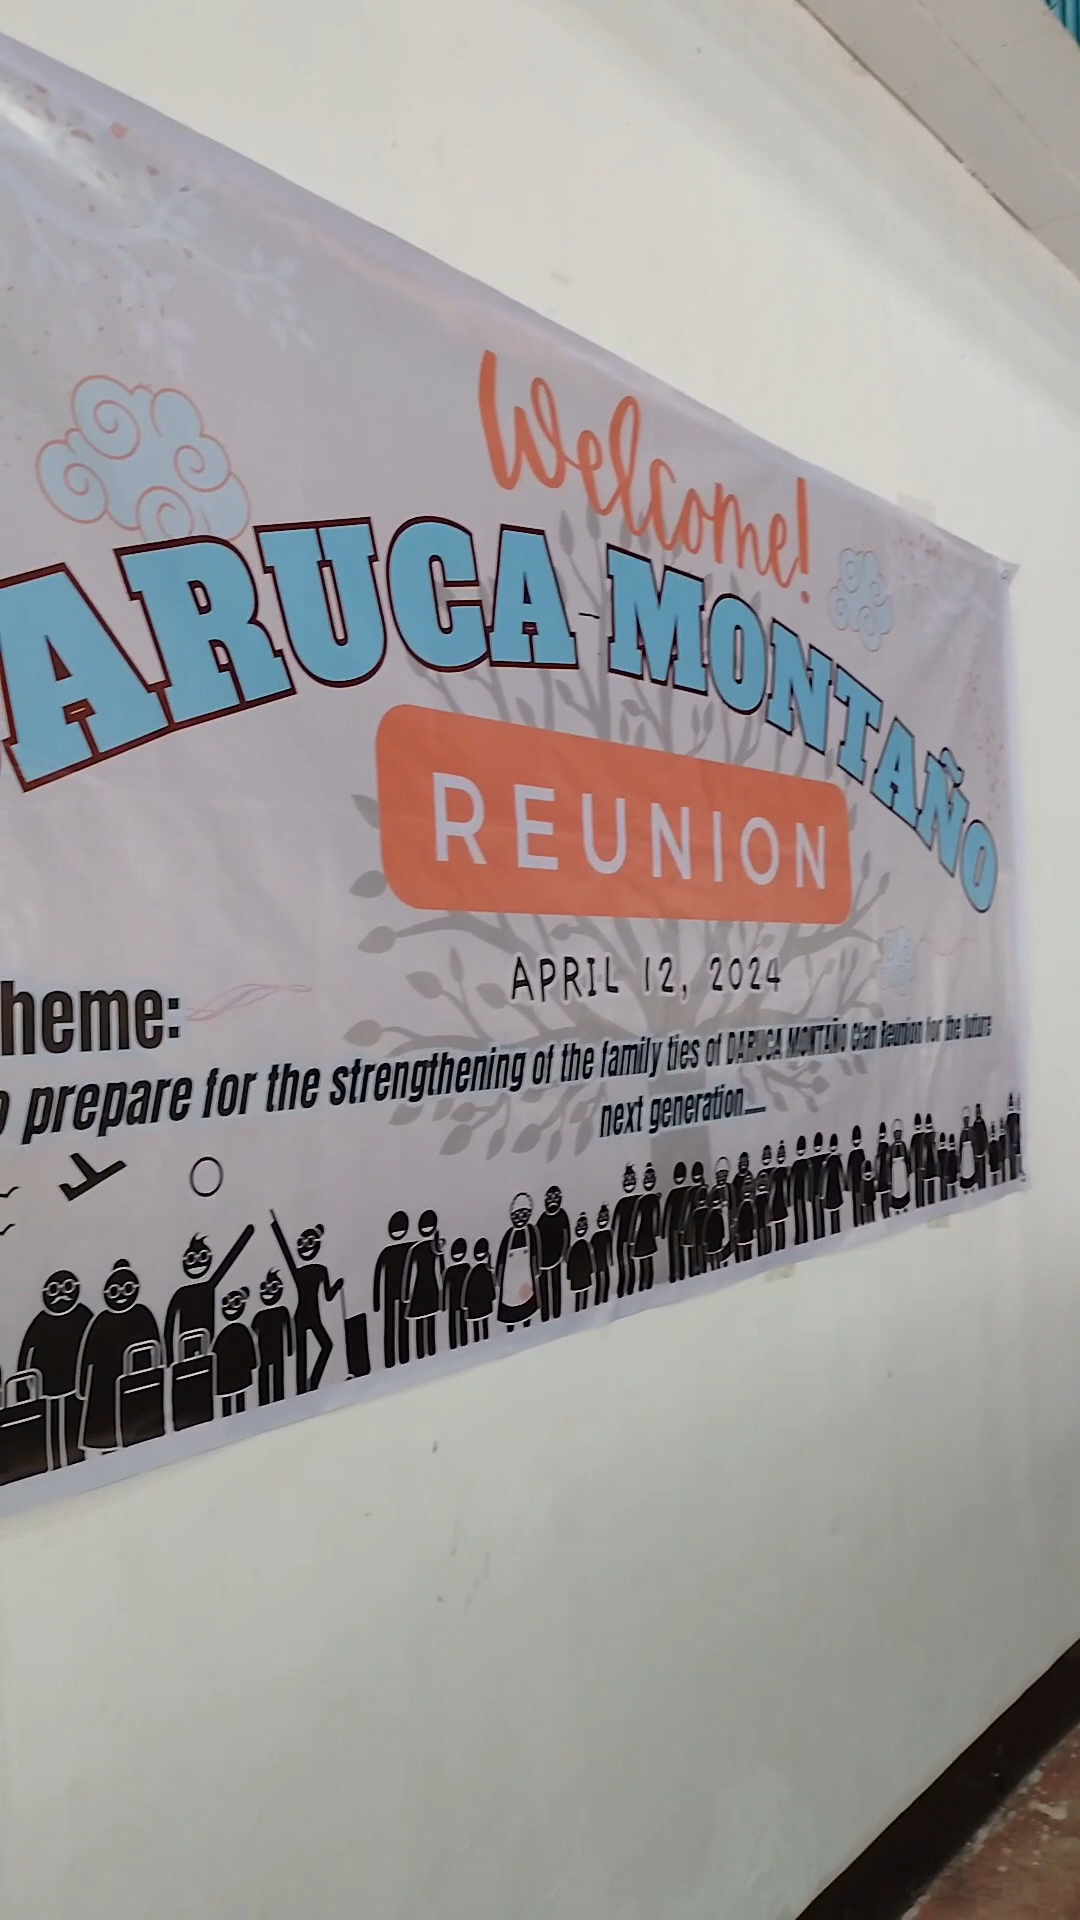 Welcome!
DARUCA-MONTAÑO
REUNION
APRIL 12, 2024
heme:
prepare for the strengthening of the family ties of DARUCA MONTAÑO Clan Reunion for the future
next generation....